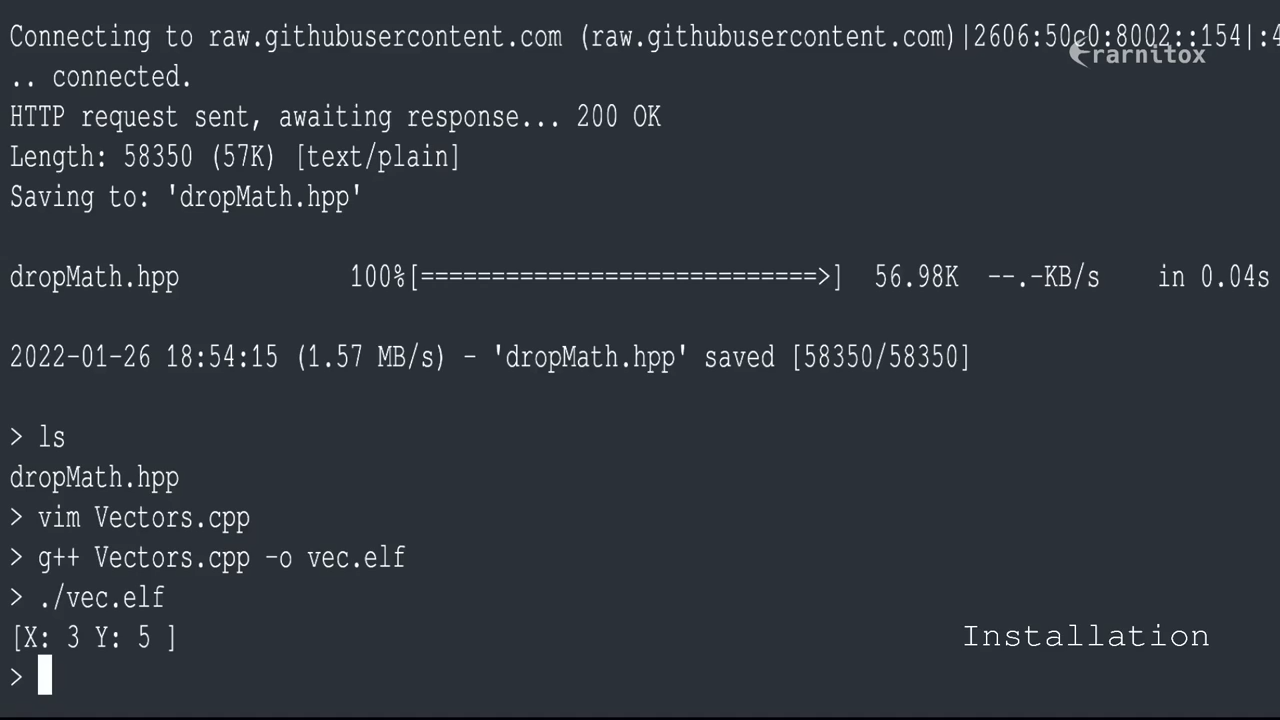 Connecting to raw.githubusercontent.com (raw.githubusercontent.com)|2606:50c0:8002::154|:4
.. connected.
rarnitox
HTTP request sent, awaiting response... 200 OK
Length: 58350 (57K) [text/plain]
Saving to: 'dropMath.hpp'
dropMath.hpp 100%[============================>] 56.98K --.-KB/s in 0.04s
2022-01-26 18:54:15 (1.57 MB/s) - 'dropMath.hpp' saved [58350/58350]
> ls
dropMath.hpp
> vim Vectors.cpp
> g++ Vectors.cpp -o vec.elf
> ./vec.elf
[X: 3 Y: 5 ]
Installation
>